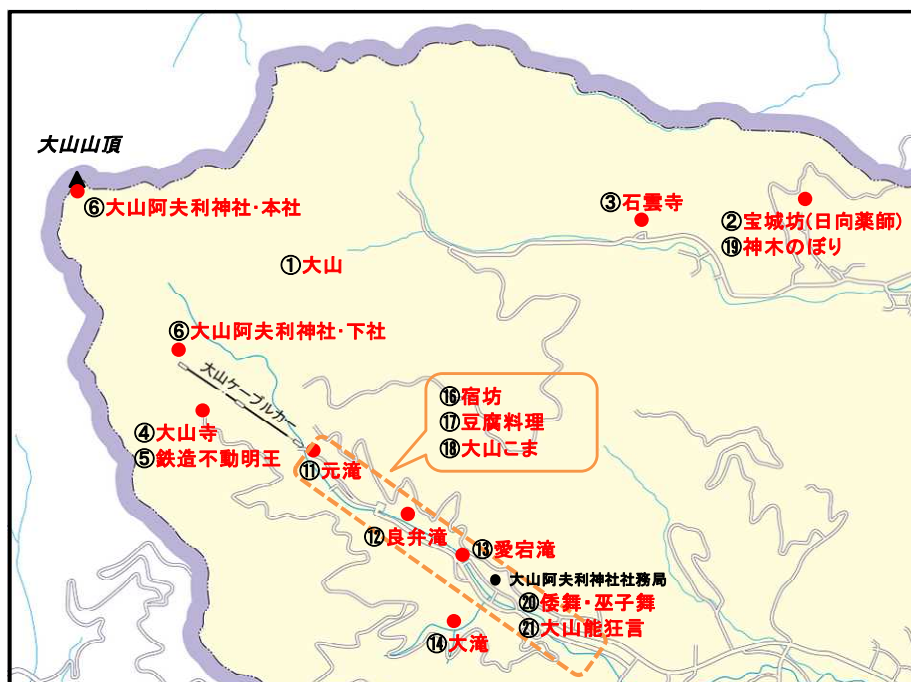 大山山頂
⑥大山阿夫利神社・本社
③石雲寺
②宝城坊(日向薬師)
⑲神木のぼり
①大山
⑥大山阿夫利神社・下社
大山ケーブルカー
⑯宿坊
⑰豆腐料理
⑱大山こま
④大山寺
⑤鉄造不動明王
⑪元滝
⑫良弁滝
⑬愛宕滝
大山阿夫利神社社務局
⑳倭舞・巫子舞
㉑大山能狂言
⑭大滝